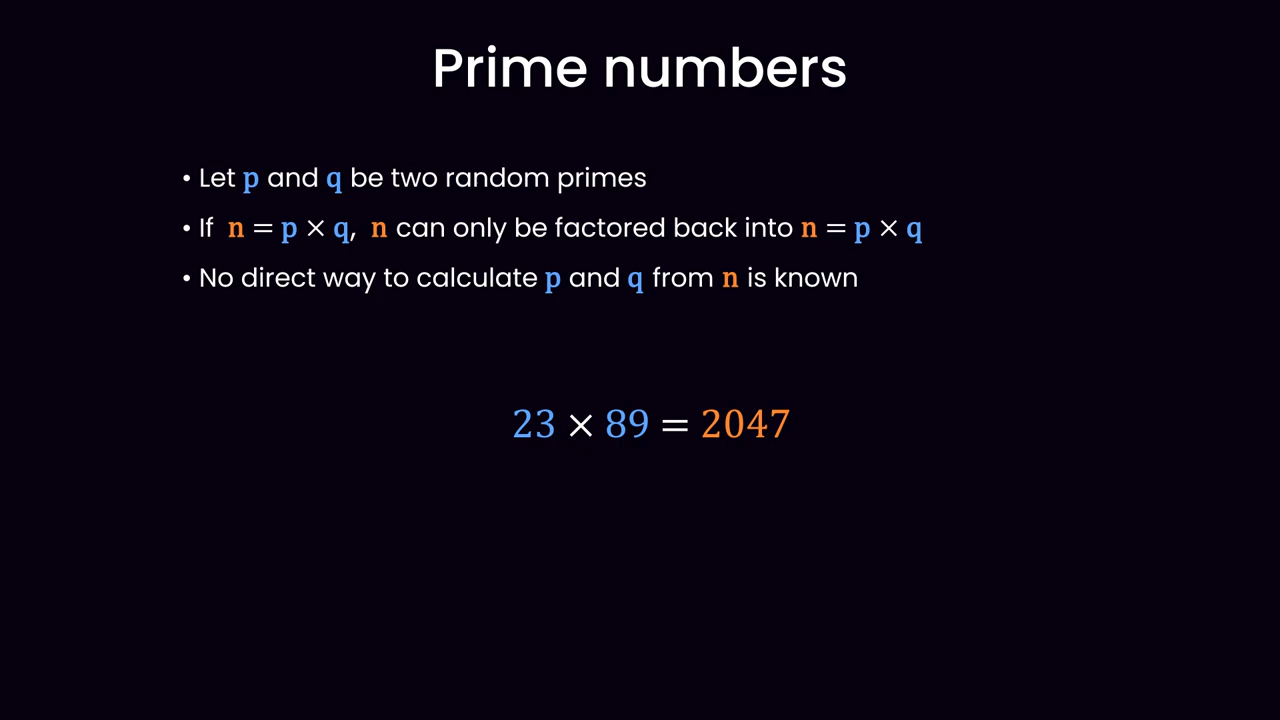 Prime numbers
• Let p and q be two random primes
• If n = p × q, n can only be factored back into n = p × q
• No direct way to calculate p and q from n is known
23 × 89 = 2047